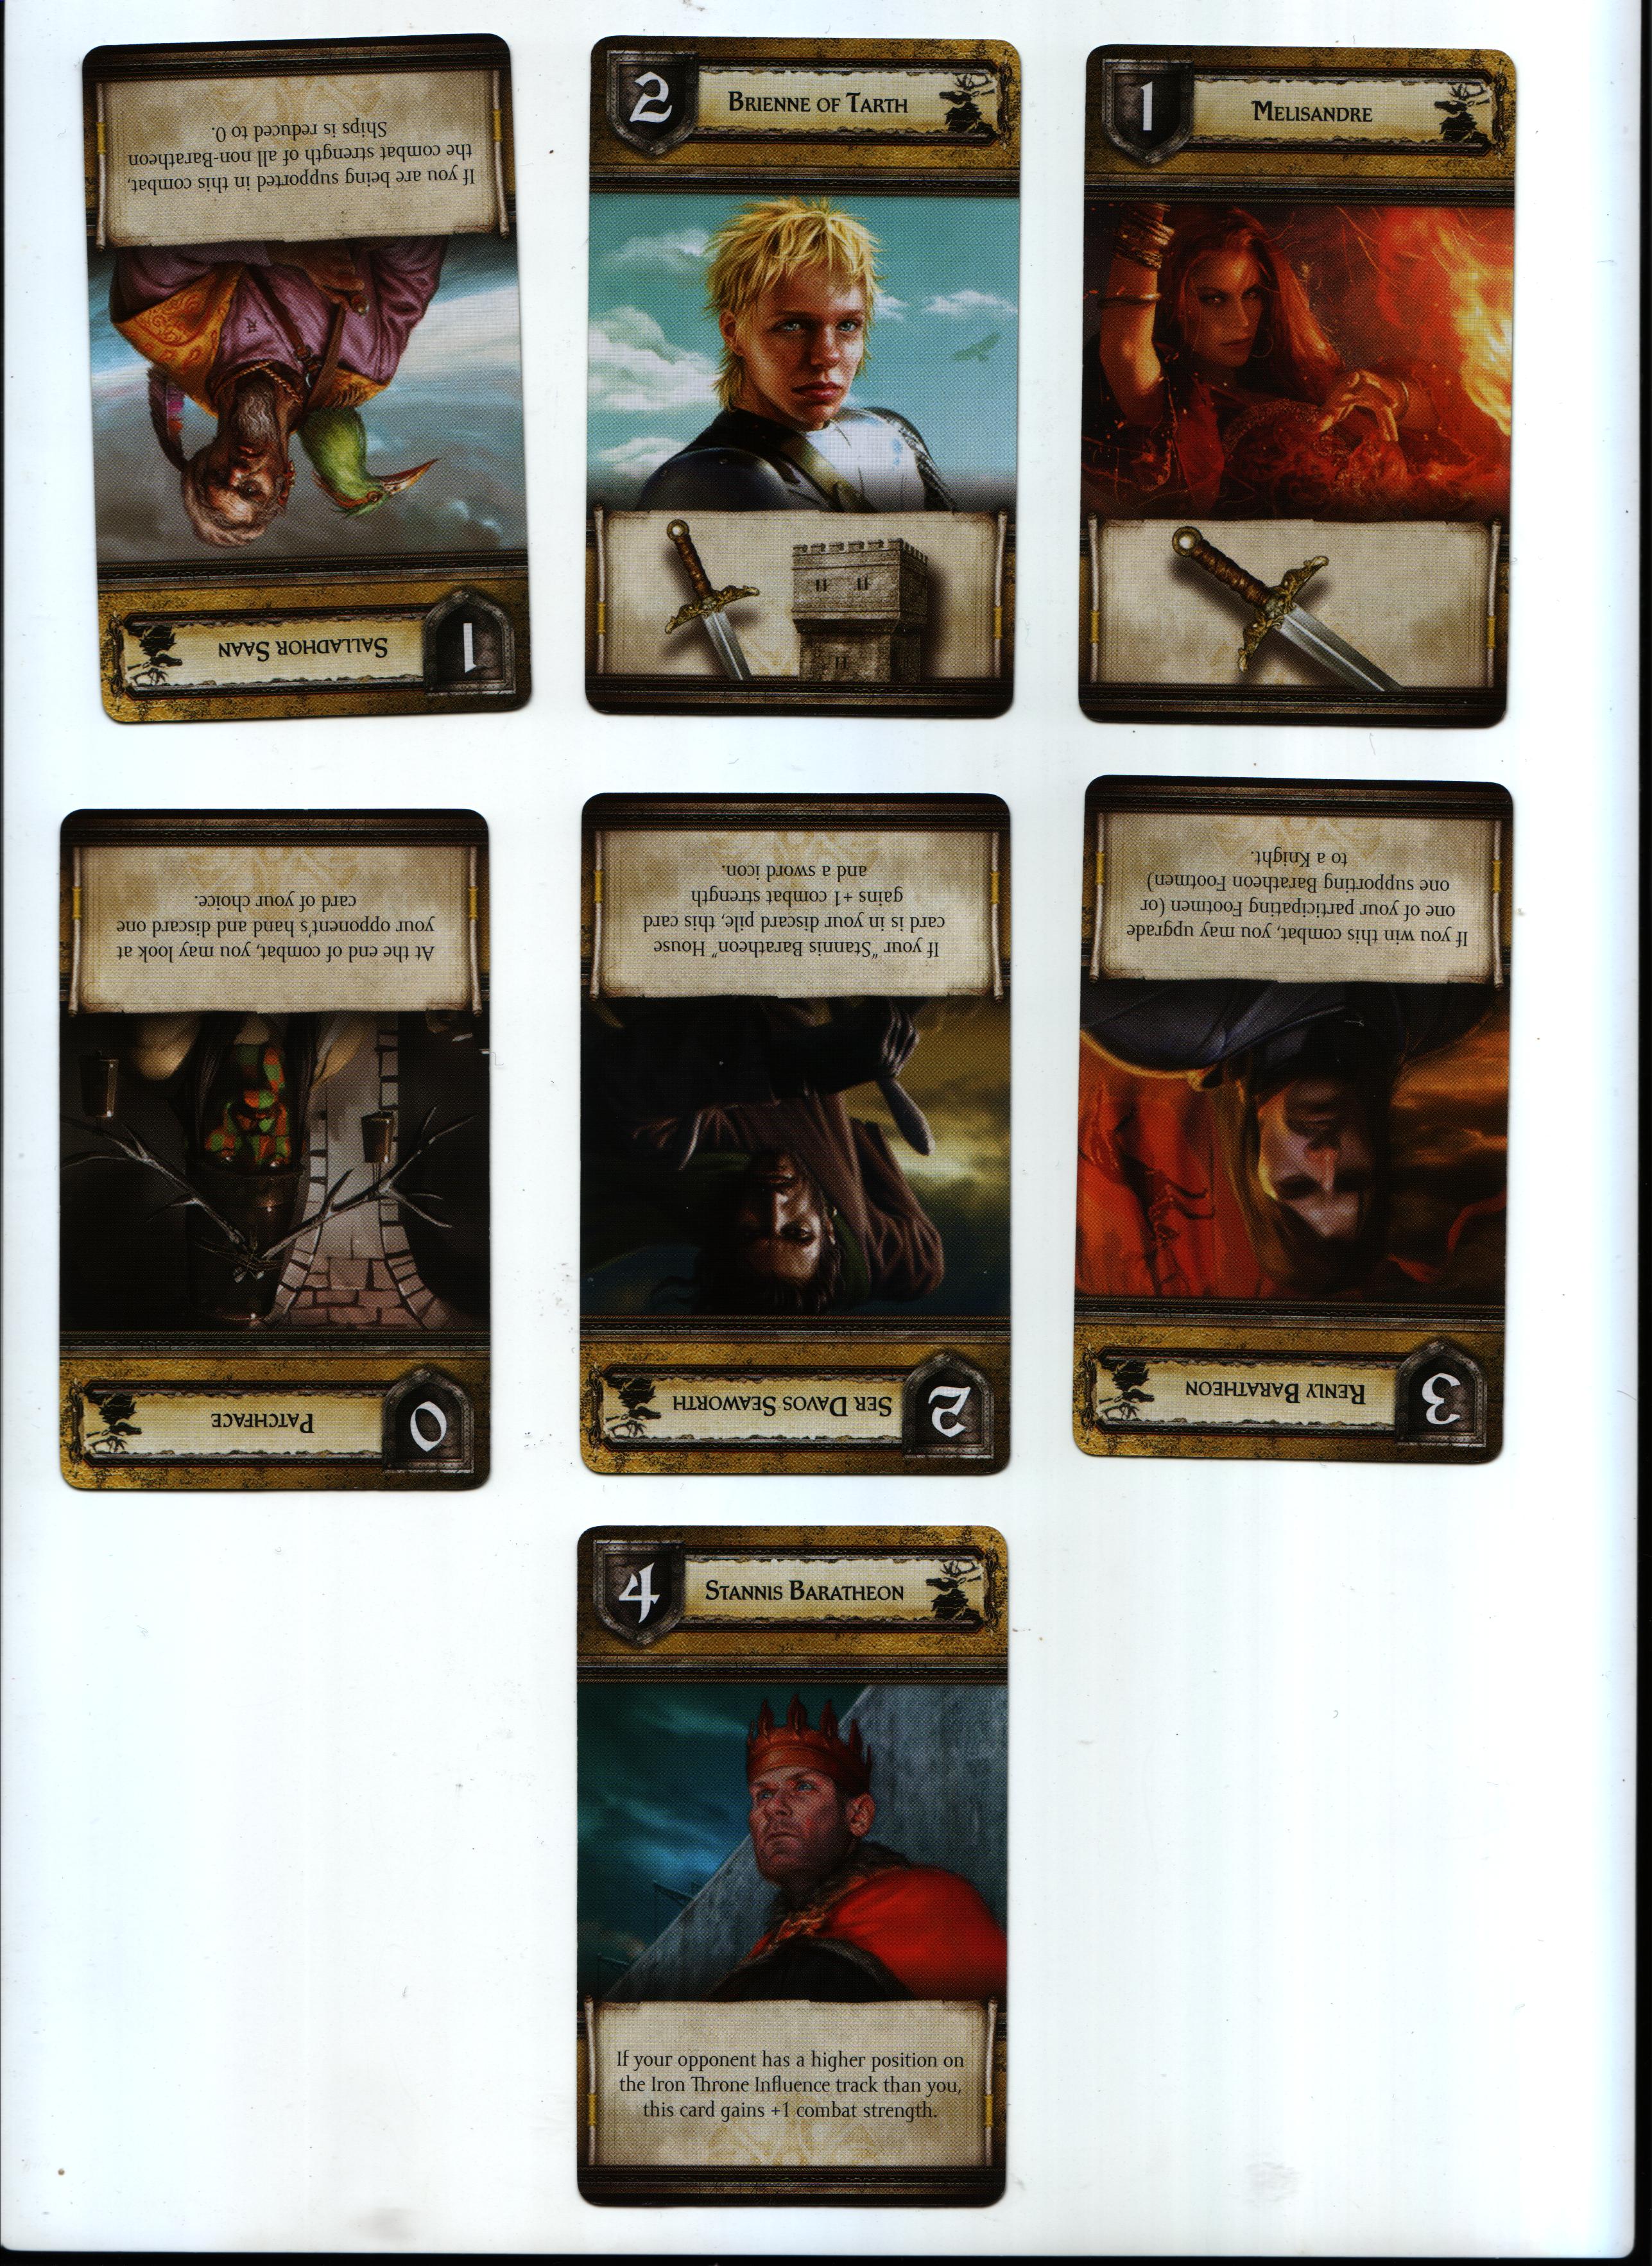 1
SALLADHOR SAAN
If you are being supported in this combat,
the combat strength of all non-Baratheon
Ships is reduced to 0.
2
BRIENNE OF TARTH
1
MELISANDRE
0
PATCHFACE
At the end of combat, you may look at
your opponent's hand and discard one
card of your choice.
2
SER DAVOS SEAWORTH
If your "Stannis Baratheon" House
card is in your discard pile, this card
gains +1 combat strength
and a sword icon.
3
RENLY BARATHEON
If you win this combat, you may upgrade
one of your participating Footmen (or
one supporting Baratheon Footmen)
to a Knight.
4
STANNIS BARATHEON
If your opponent has a higher position on
the Iron Throne Influence track than you,
this card gains +1 combat strength.